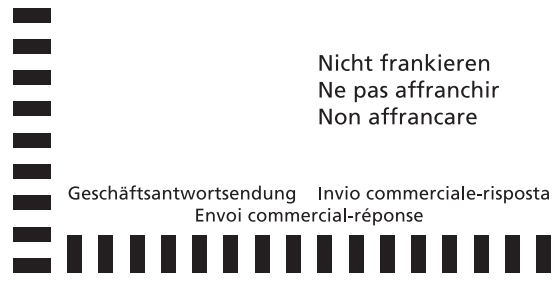 Nicht frankieren
Ne pas affranchir
Non affrancare
Geschäftsantwortsendung Invio commerciale-risposta
Envoi commercial-réponse